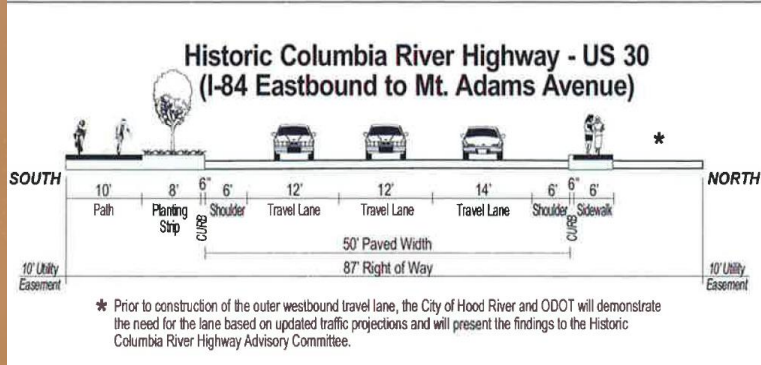 Historic Columbia River Highway - US 30
(I-84 Eastbound to Mt. Adams Avenue)
*
SOUTH
NORTH
10' 8' 6" 6' 12' 12' 14' 6' 6" 6'
Path Planting Strip CURB Shoulder Travel Lane Travel Lane Travel Lane Shoulder CURB Sidewalk
50' Paved Width
87' Right of Way
10' Utility Easement
10' Utility Easement
* Prior to construction of the outer westbound travel lane, the City of Hood River and ODOT will demonstrate
the need for the lane based on updated traffic projections and will present the findings to the Historic
Columbia River Highway Advisory Committee.